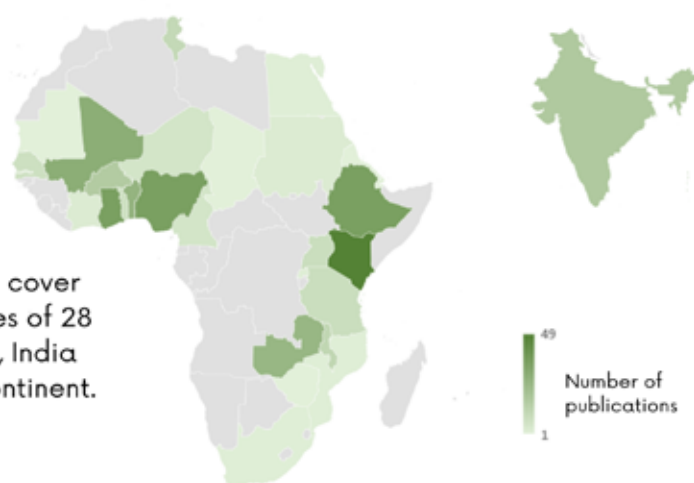 cover
es of 28
, India
ntinent.
49
Number of
publications
1